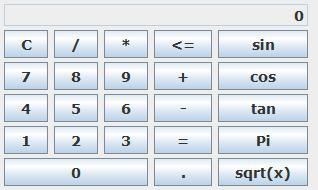 0
C / * <= sin
7 8 9 + cos
4 5 6 - tan
1 2 3 = Pi
0 . sqrt(x)